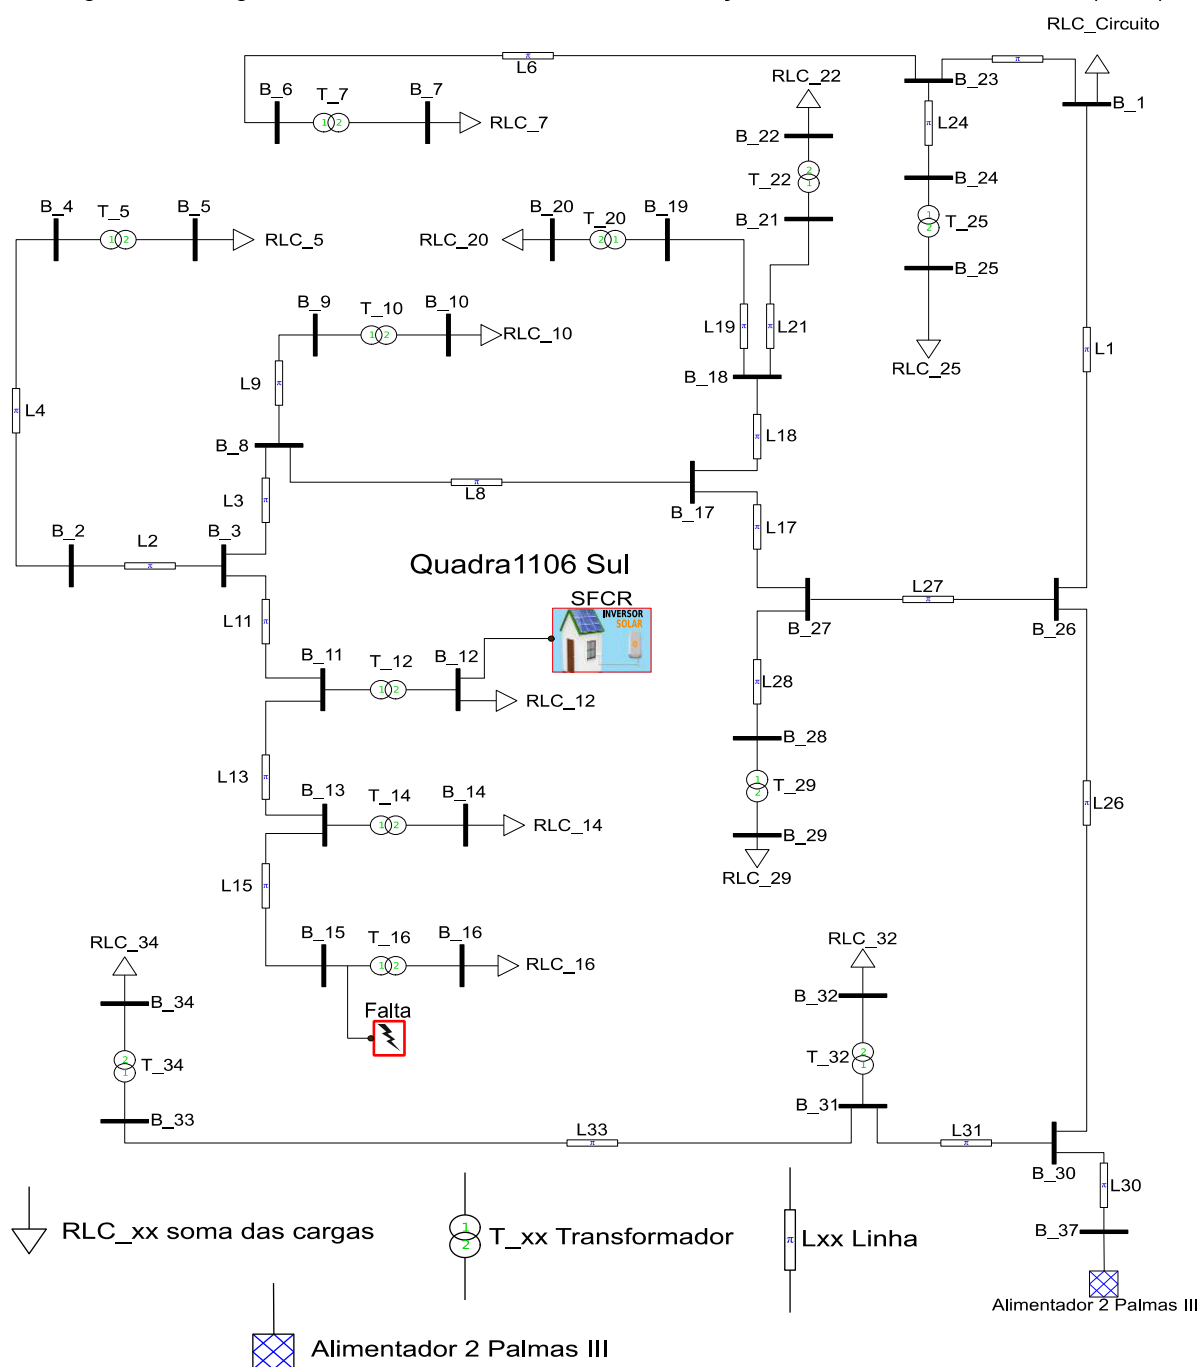 RLC_Circuito
L6
B_23
B_1
B_6
T_7
B_7
RLC_7
RLC_22
B_22
T_22
B_21
L24
B_24
T_25
B_25
RLC_25
L1
B_4
T_5
B_5
RLC_5
RLC_20
B_20
T_20
B_19
L19
L21
B_18
L18
B_9
T_10
B_10
RLC_10
L9
L4
B_8
L3
L8
B_17
L17
B_2
L2
B_3
L11
Quadra1106 Sul
SFCR
INVERSOR
SOLAR
L27
B_27
B_26
B_11
T_12
B_12
RLC_12
L28
B_28
T_29
B_29
RLC_29
L26
L13
B_13
T_14
B_14
RLC_14
L15
B_15
T_16
B_16
RLC_16
Falta
RLC_34
B_34
T_34
B_33
L33
RLC_32
B_32
T_32
B_31
L31
B_30
L30
B_37
Alimentador 2 Palmas III
RLC_xx soma das cargas
T_xx Transformador
Lxx Linha
Alimentador 2 Palmas III